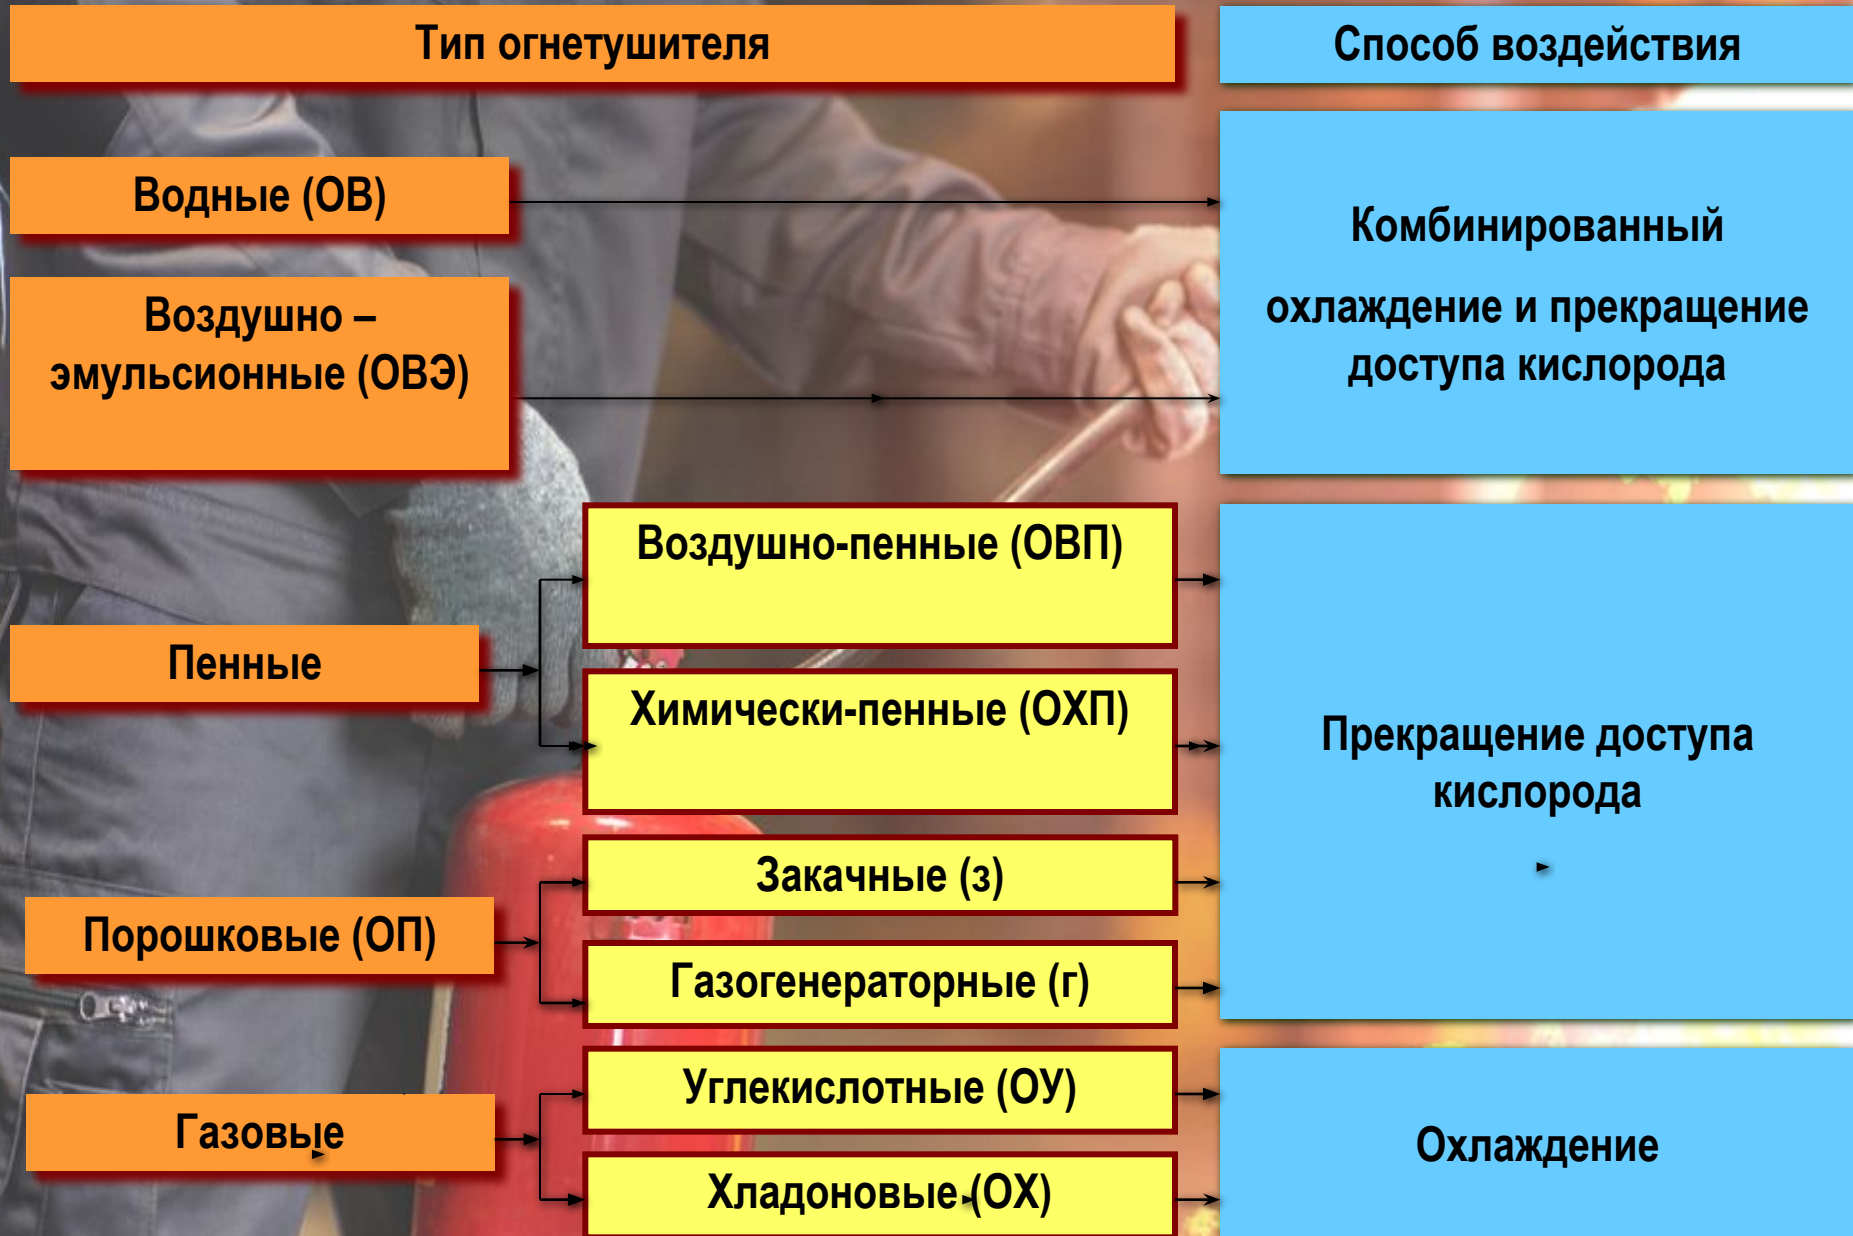 Тип огнетушителя
Способ воздействия
Водные (ОВ)
Воздушно –
эмульсионные (ОВЭ)
Комбинированный
охлаждение и прекращение
доступа кислорода
Пенные
Воздушно-пенные (ОВП)
Химически-пенные (ОХП)
Порошковые (ОП)
Закачные (з)
Газогенераторные (г)
Прекращение доступа
кислорода
Газовые
Углекислотные (ОУ)
Хладоновые (ОХ)
Охлаждение